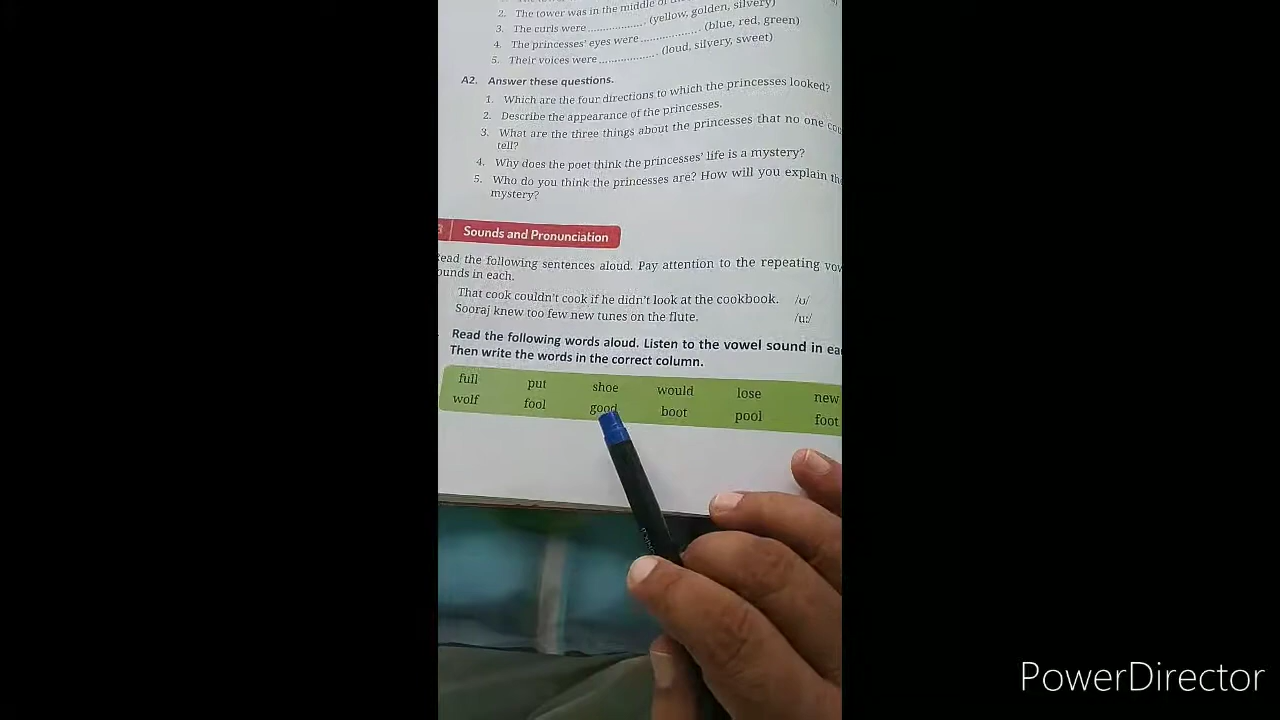 2. The tower was in the middle of
3. The curls were .................. . (yellow, golden, silvery)
4. The princesses' eyes were .................. . (blue, red, green)
5. Their voices were .................. . (loud, silvery, sweet)
A2. Answer these questions.
1. Which are the four directions to which the princesses looked?
2. Describe the appearance of the princesses.
3. What are the three things about the princesses that no one
tell?
4. Why does the poet think the princesses' life is a mystery?
5. Who do you think the princesses are? How will you explain
mystery?
Sounds and Pronunciation
ead the following sentences aloud. Pay attention to the repeating
ounds in each.
That cook couldn't cook if he didn't look at the cookbook. /ʊ/
Sooraj knew too few new tunes on the flute. /u:/
Read the following words aloud. Listen to the vowel sound in
Then write the words in the correct column.
full put shoe would lose new
wolf fool good boot pool foot
PowerDirector